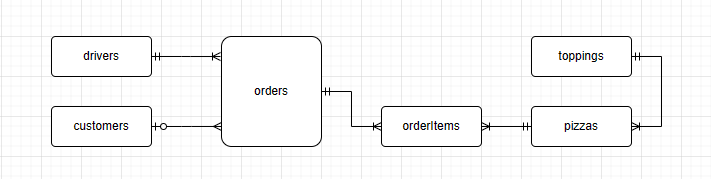 drivers
customers
orders
orderItems
toppings
pizzas